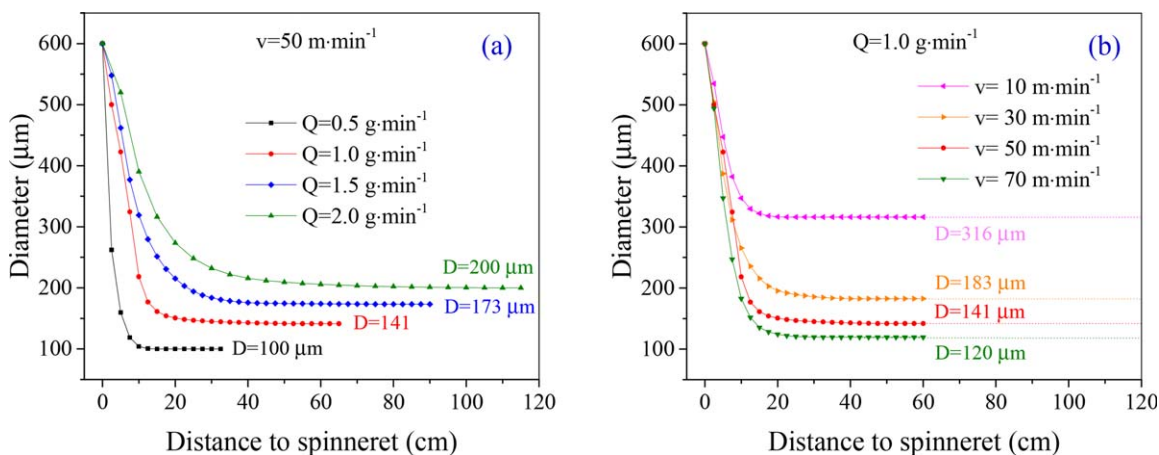 v=50 m·min⁻¹
(a)
Q=0.5 g·min⁻¹
Q=1.0 g·min⁻¹
Q=1.5 g·min⁻¹
Q=2.0 g·min⁻¹
D=200 μm
D=173 μm
D=141
D=100 μm
600
500
400
300
200
100
Diameter (μm)
0
20
40
60
80
100
120
Distance to spinneret (cm)
Q=1.0 g·min⁻¹
(b)
v= 10 m·min⁻¹
v= 30 m·min⁻¹
v= 50 m·min⁻¹
v= 70 m·min⁻¹
D=316 μm
D=183 μm
D=141 μm
D=120 μm
600
500
400
300
200
100
Diameter (μm)
0
20
40
60
80
100
120
Distance to spinneret (cm)